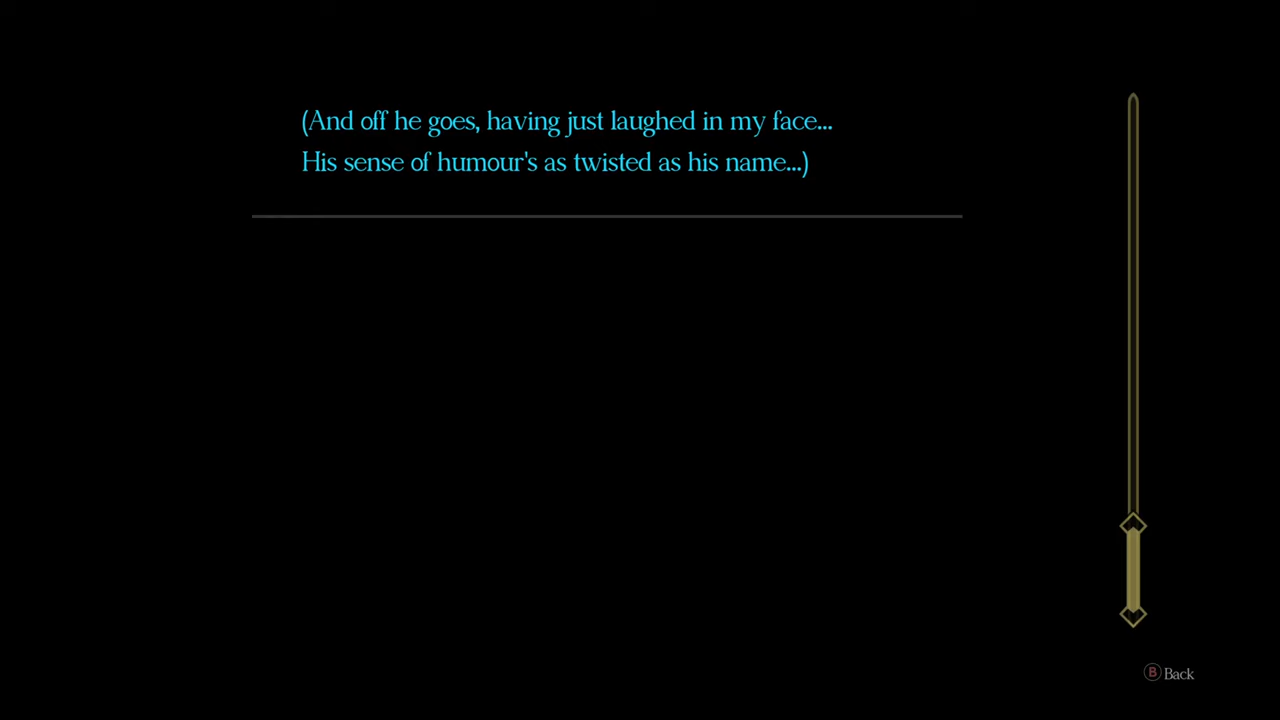 (And off he goes, having just laughed in my face...
His sense of humour's as twisted as his name...)
B Back